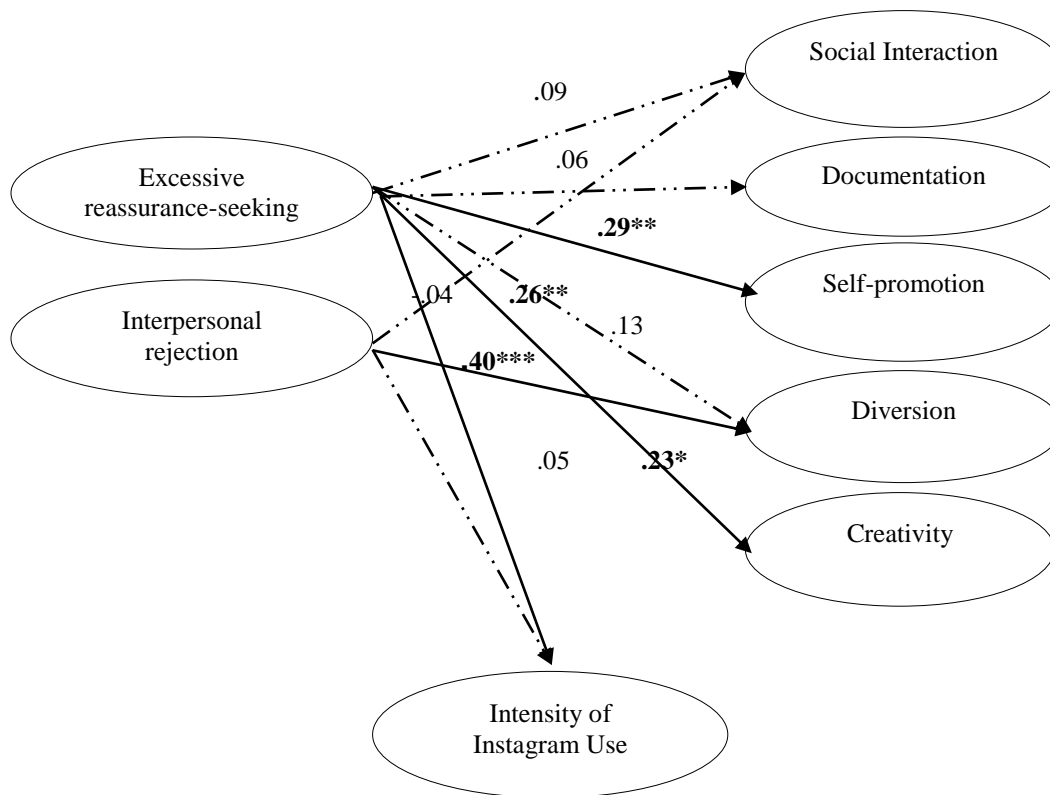 Social Interaction
.09
.06
Excessive
reassurance-seeking
Documentation
.29**
Self-promotion
-.04
.26**
.13
Interpersonal
rejection
.40***
Diversion
.05
.23*
Creativity
Intensity of
Instagram Use